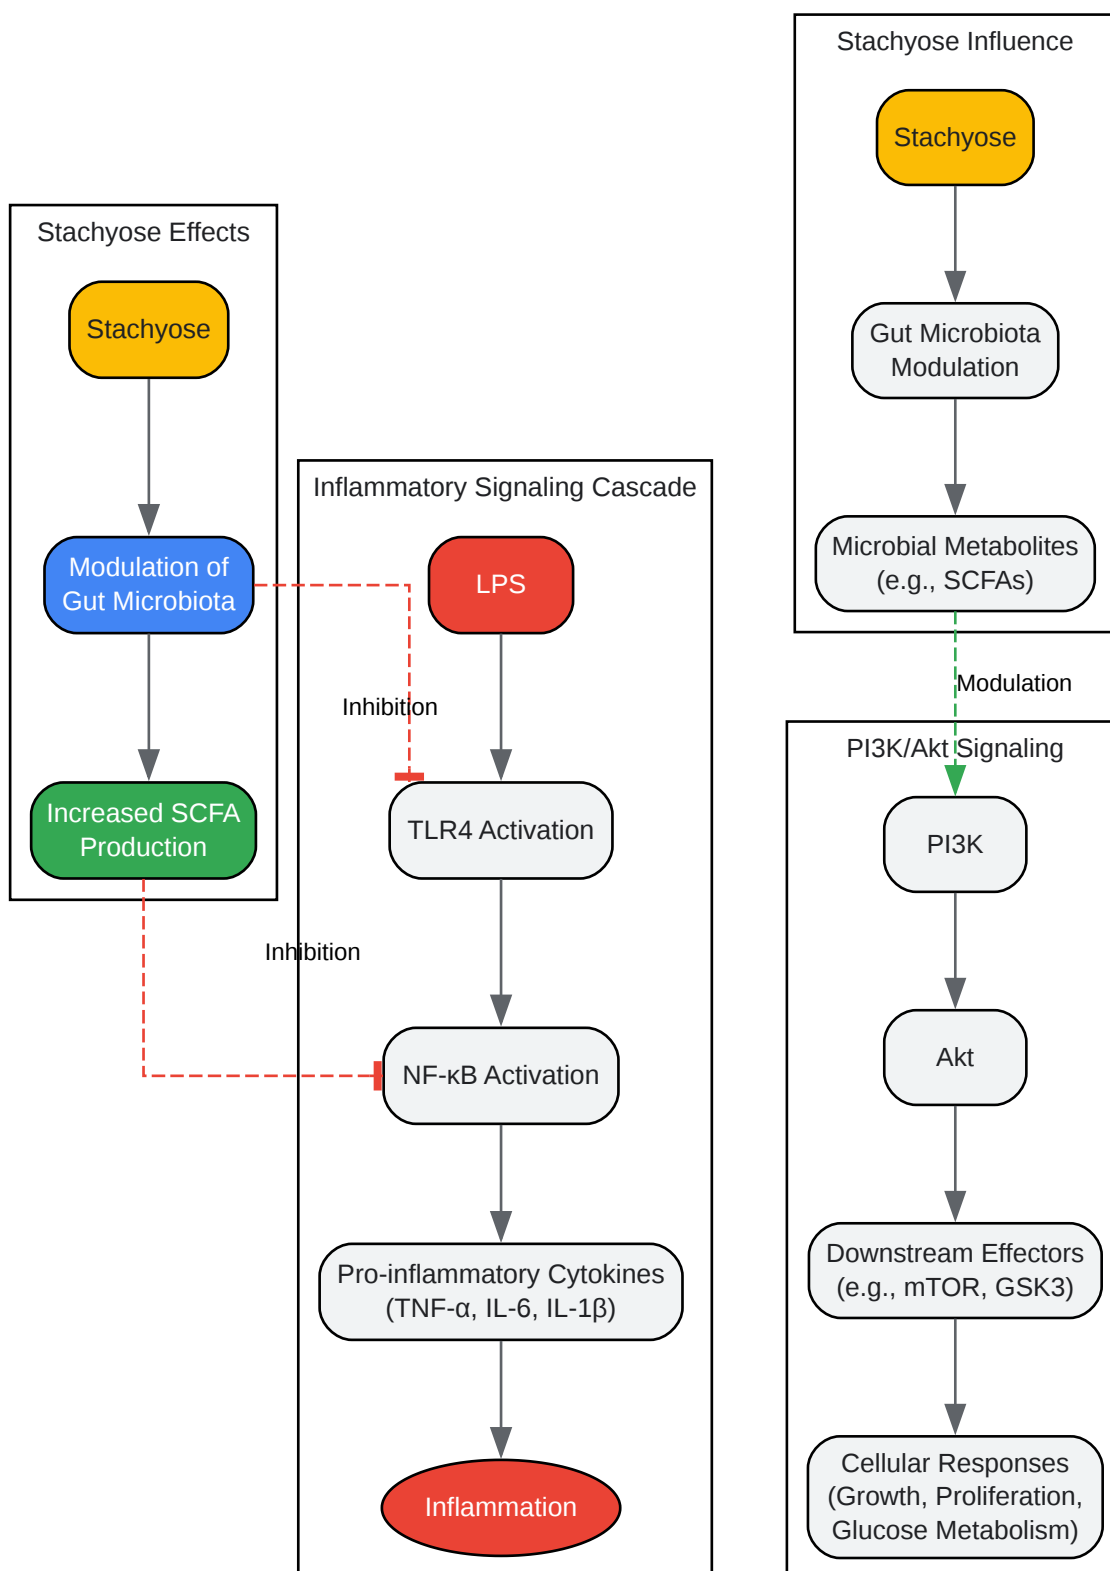 Stachyose Effects
Stachyose
Modulation of
Gut Microbiota
Increased SCFA
Production
Inhibition
Inhibition
Inflammatory Signaling Cascade
LPS
TLR4 Activation
NF-κB Activation
Pro-inflammatory Cytokines
(TNF-α, IL-6, IL-1β)
Inflammation
Stachyose Influence
Stachyose
Gut Microbiota
Modulation
Microbial Metabolites
(e.g., SCFAs)
Modulation
PI3K/Akt Signaling
PI3K
Akt
Downstream Effectors
(e.g., mTOR, GSK3)
Cellular Responses
(Growth, Proliferation,
Glucose Metabolism)